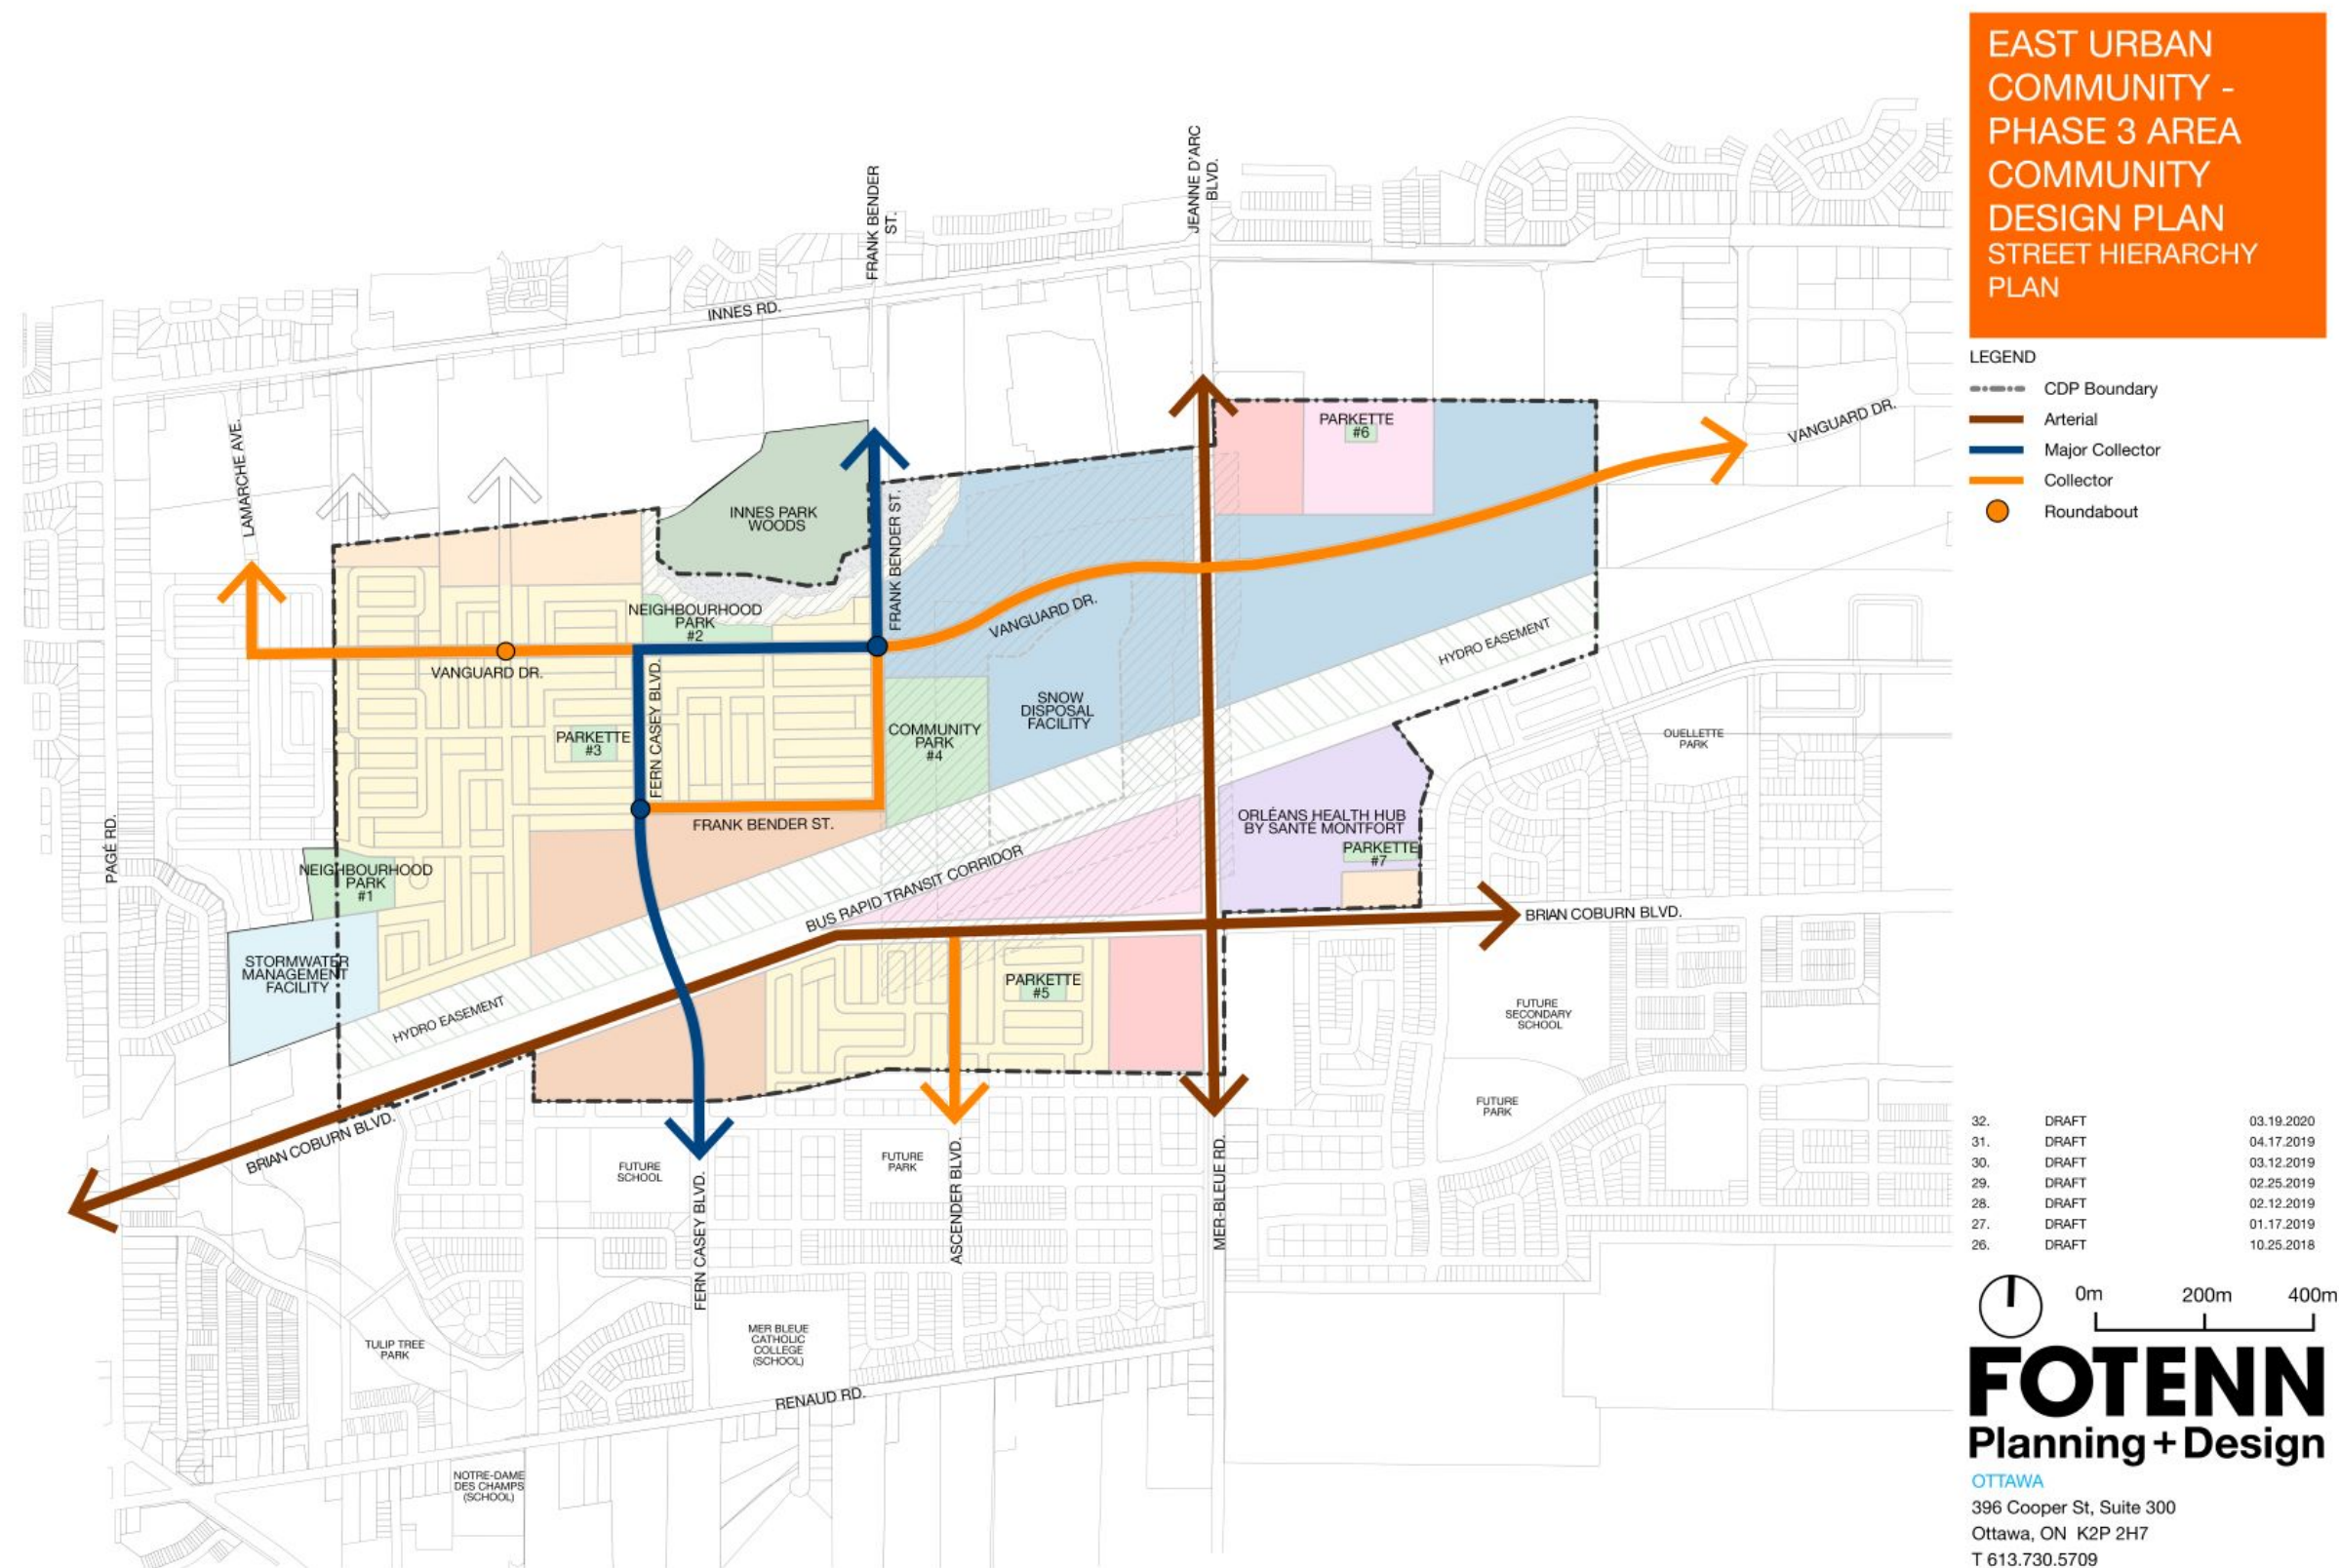 EAST URBAN
COMMUNITY -
PHASE 3 AREA
COMMUNITY
DESIGN PLAN
STREET HIERARCHY
PLAN
LEGEND
CDP Boundary
Arterial
Major Collector
Collector
Roundabout
FRANK BENDER
ST.
JEANNE D'ARC
BLVD.
INNES RD.
LAMARCHE AVE.
PARKETTE
#6
VANGUARD DR.
INNES PARK
WOODS
FRANK BENDER ST.
NEIGHBOURHOOD
PARK
#2
VANGUARD DR.
HYDRO EASEMENT
VANGUARD DR.
FERN CASEY BLVD.
SNOW
DISPOSAL
FACILITY
COMMUNITY
PARK
#4
PARKETTE
#3
OUELLETTE
PARK
PAGÉ RD.
FRANK BENDER ST.
ORLÉANS HEALTH HUB
BY SANTÉ MONTFORT
PARKETTE
#7
NEIGHBOURHOOD
PARK
#1
BUS RAPID TRANSIT CORRIDOR
BRIAN COBURN BLVD.
STORMWATER
MANAGEMENT
FACILITY
HYDRO EASEMENT
PARKETTE
#5
FUTURE
SECONDARY
SCHOOL
FUTURE
PARK
BRIAN COBURN BLVD.
FUTURE
SCHOOL
FUTURE
PARK
FERN CASEY BLVD.
ASCENDER BLVD.
MER-BLEUE RD.
TULIP TREE
PARK
MER BLEUE
CATHOLIC
COLLEGE
(SCHOOL)
RENAUD RD.
NOTRE-DAME
DES CHAMPS
(SCHOOL)
32. DRAFT 03.19.2020
31. DRAFT 04.17.2019
30. DRAFT 03.12.2019
29. DRAFT 02.25.2019
28. DRAFT 02.12.2019
27. DRAFT 01.17.2019
26. DRAFT 10.25.2018
0m 200m 400m
FOTENN
Planning + Design
OTTAWA
396 Cooper St, Suite 300
Ottawa, ON K2P 2H7
T 613.730.5709